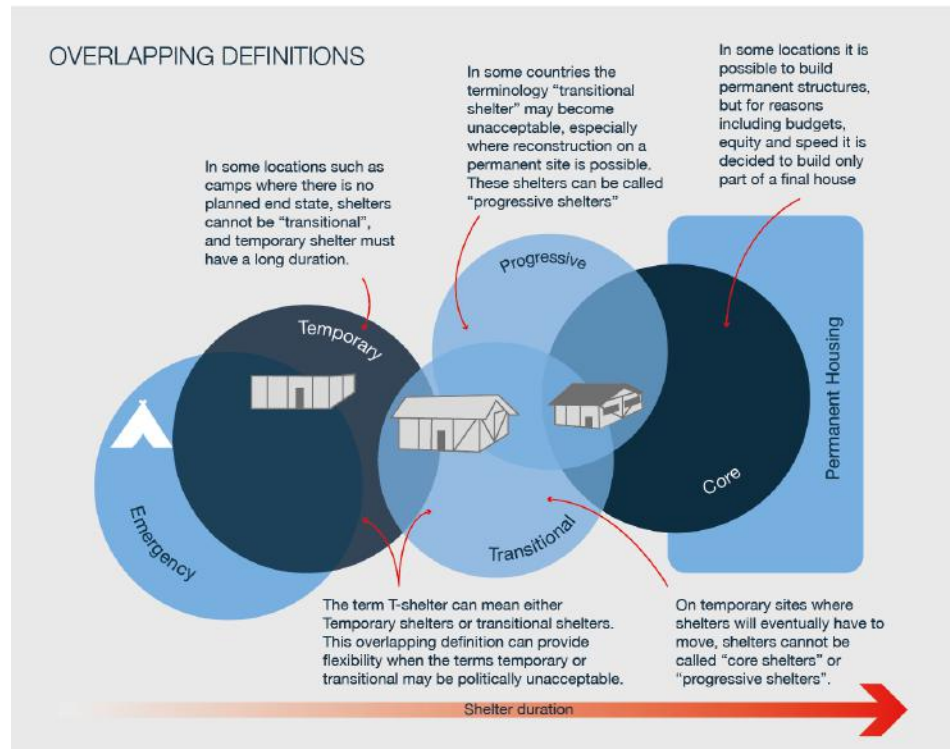 OVERLAPPING DEFINITIONS
In some locations such as
camps where there is no
planned end state, shelters
cannot be “transitional”,
and temporary shelter must
have a long duration.
In some countries the
terminology “transitional
shelter” may become
unacceptable, especially
where reconstruction on a
permanent site is possible.
These shelters can be called
“progressive shelters”
In some locations it is
possible to build
permanent structures,
but for reasons
including budgets,
equity and speed it is
decided to build only
part of a final house
Emergency
Temporary
Progressive
Transitional
Core
Permanent Housing
The term T-shelter can mean either
Temporary shelters or transitional shelters.
This overlapping definition can provide
flexibility when the terms temporary or
transitional may be politically unacceptable.
On temporary sites where
shelters will eventually have to
move, shelters cannot be
called “core shelters” or
“progressive shelters”.
Shelter duration